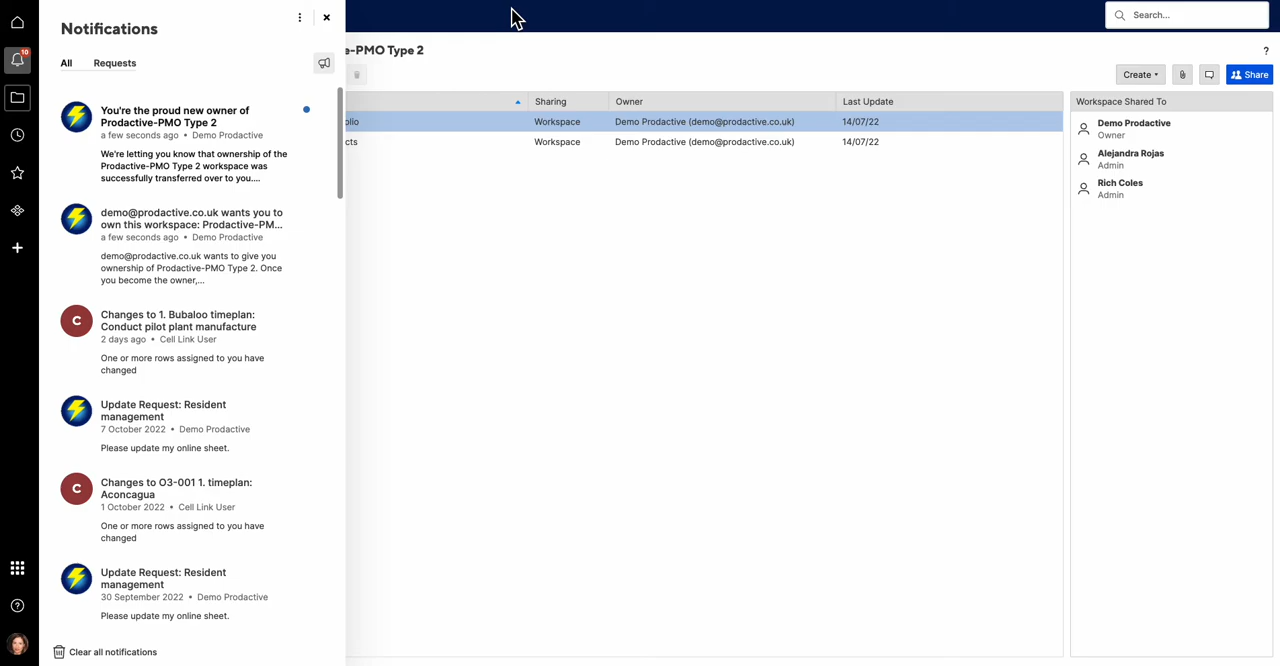 Notifications
All
Requests
10
You're the proud new owner of
Prodactive-PMO Type 2
a few seconds ago • Demo Prodactive
We're letting you know that ownership of the
Prodactive-PMO Type 2 workspace was
successfully transferred over to you....
demo@prodactive.co.uk wants you to
own this workspace: Prodactive-PM...
a few seconds ago • Demo Prodactive
demo@prodactive.co.uk wants to give you
ownership of Prodactive-PMO Type 2. Once
you become the owner,...
C
Changes to 1. Bubaloo timeplan:
Conduct pilot plant manufacture
2 days ago • Cell Link User
One or more rows assigned to you have
changed
Update Request: Resident
management
7 October 2022 • Demo Prodactive
Please update my online sheet.
C
Changes to O3-001 1. timeplan:
Aconcagua
1 October 2022 • Cell Link User
One or more rows assigned to you have
changed
Update Request: Resident
management
30 September 2022 • Demo Prodactive
Please update my online sheet.
Clear all notifications
Search...
e-PMO Type 2
?
Create
Share
Sharing
Owner
Last Update
olio
Workspace
Demo Prodactive (demo@prodactive.co.uk)
14/07/22
cts
Workspace
Demo Prodactive (demo@prodactive.co.uk)
14/07/22
Workspace Shared To
Demo Prodactive
Owner
Alejandra Rojas
Admin
Rich Coles
Admin